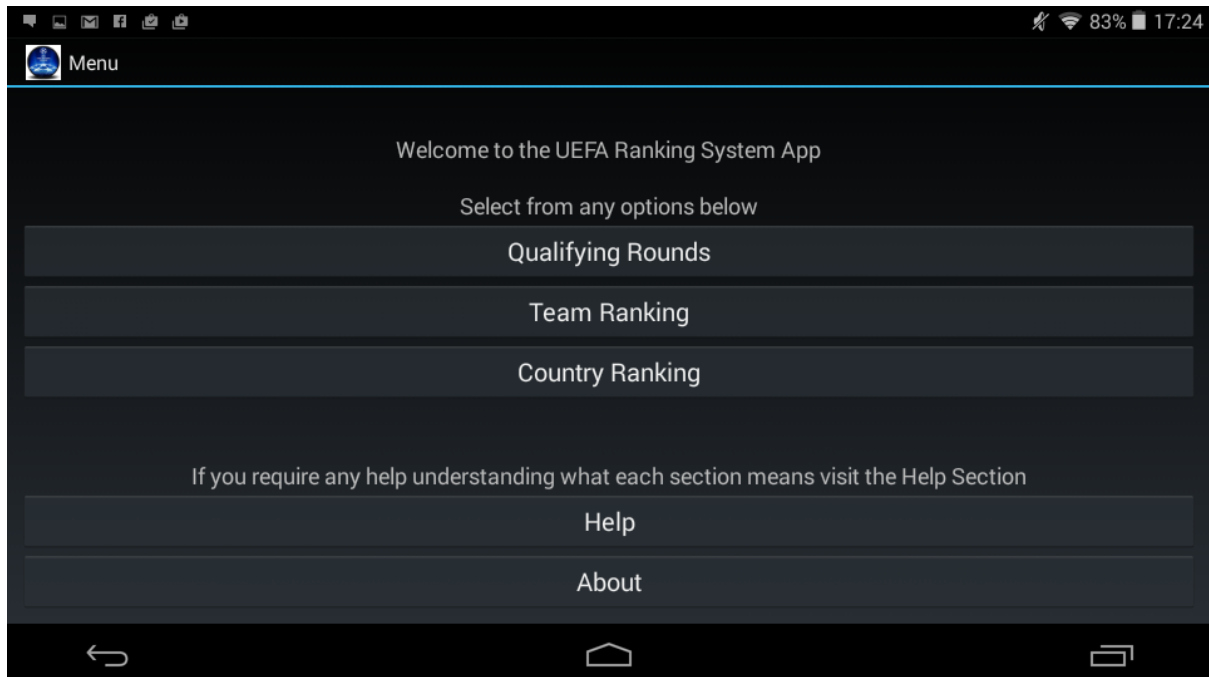 83% 17:24
Menu
Welcome to the UEFA Ranking System App
Select from any options below
Qualifying Rounds
Team Ranking
Country Ranking
If you require any help understanding what each section means visit the Help Section
Help
About